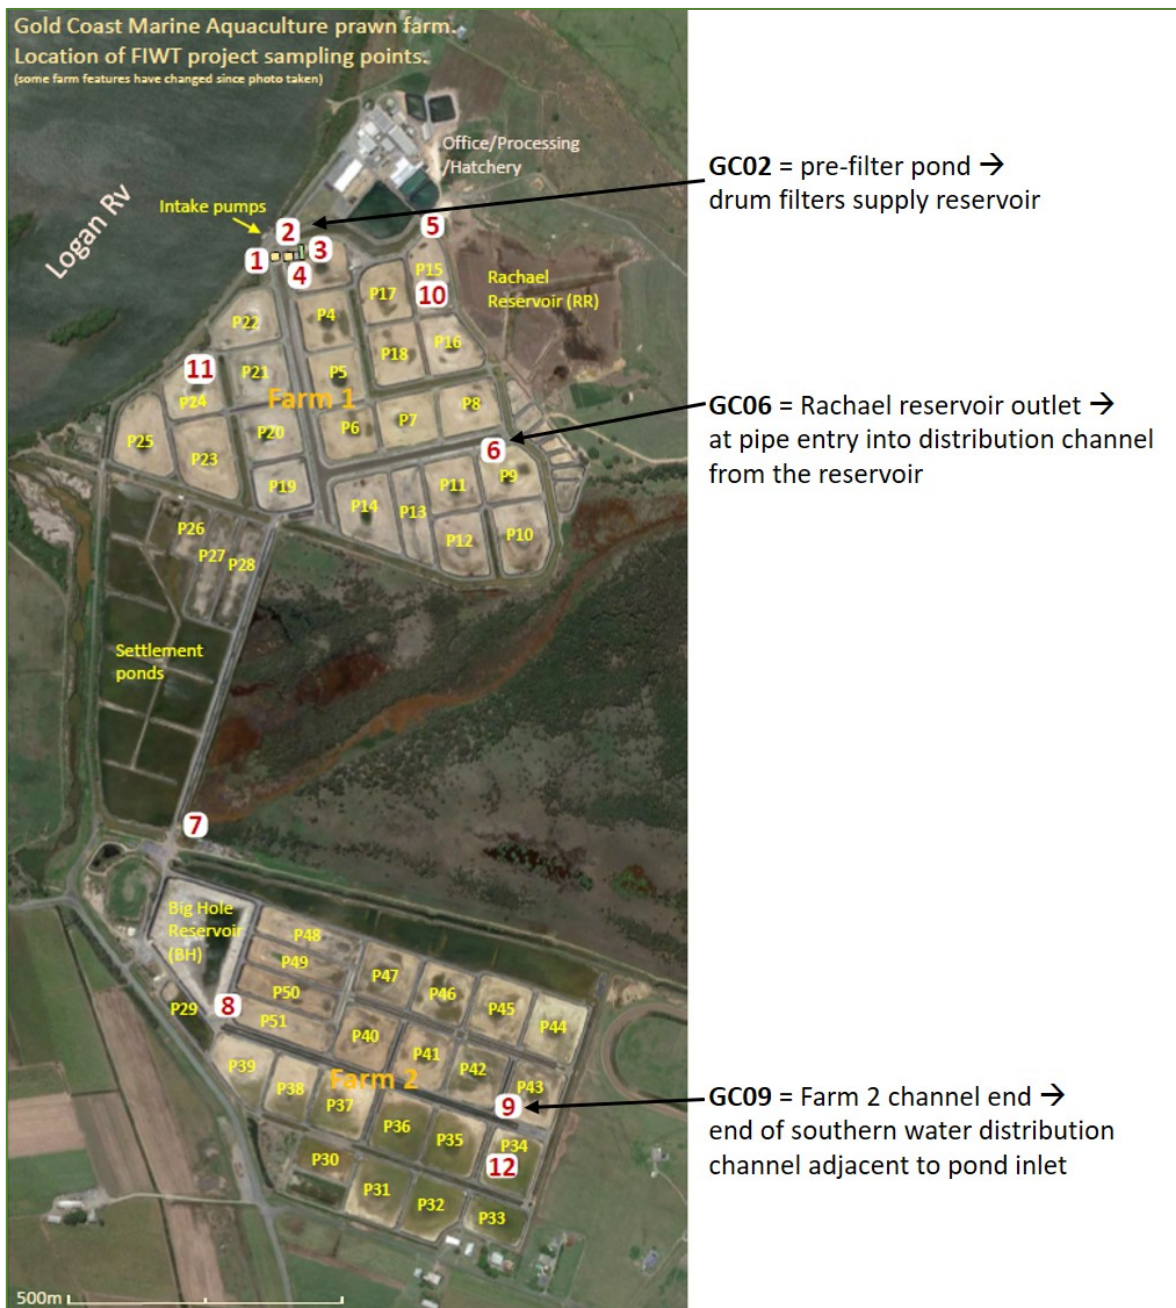 Gold Coast Marine Aquaculture prawn farm.
Location of FIWT project sampling points.
(some farm features have changed since photo taken)
Office/Processing
/Hatchery
GC02 = pre-filter pond →
drum filters supply reservoir
Logan Rv
Intake pumps
2
5
1
3
4
P15
10
P17
Rachael
Reservoir (RR)
P22
P4
P18
P16
11
P21
P5
P24
Farm 1
P8
GC06 = Rachael reservoir outlet →
at pipe entry into distribution channel
from the reservoir
P25
P20
P6
P7
P23
6
P19
P11
P9
P14
P13
P26
P12
P10
P27
P28
Settlement
ponds
7
Big Hole
Reservoir
(BH)
P48
P49
P47
P50
P46
P45
P29
8
P51
P44
P40
P41
P42
P39
P38
Farm 2
P43
P37
9
GC09 = Farm 2 channel end →
end of southern water distribution
channel adjacent to pond inlet
P36
P35
P34
P30
12
P31
P32
P33
500m